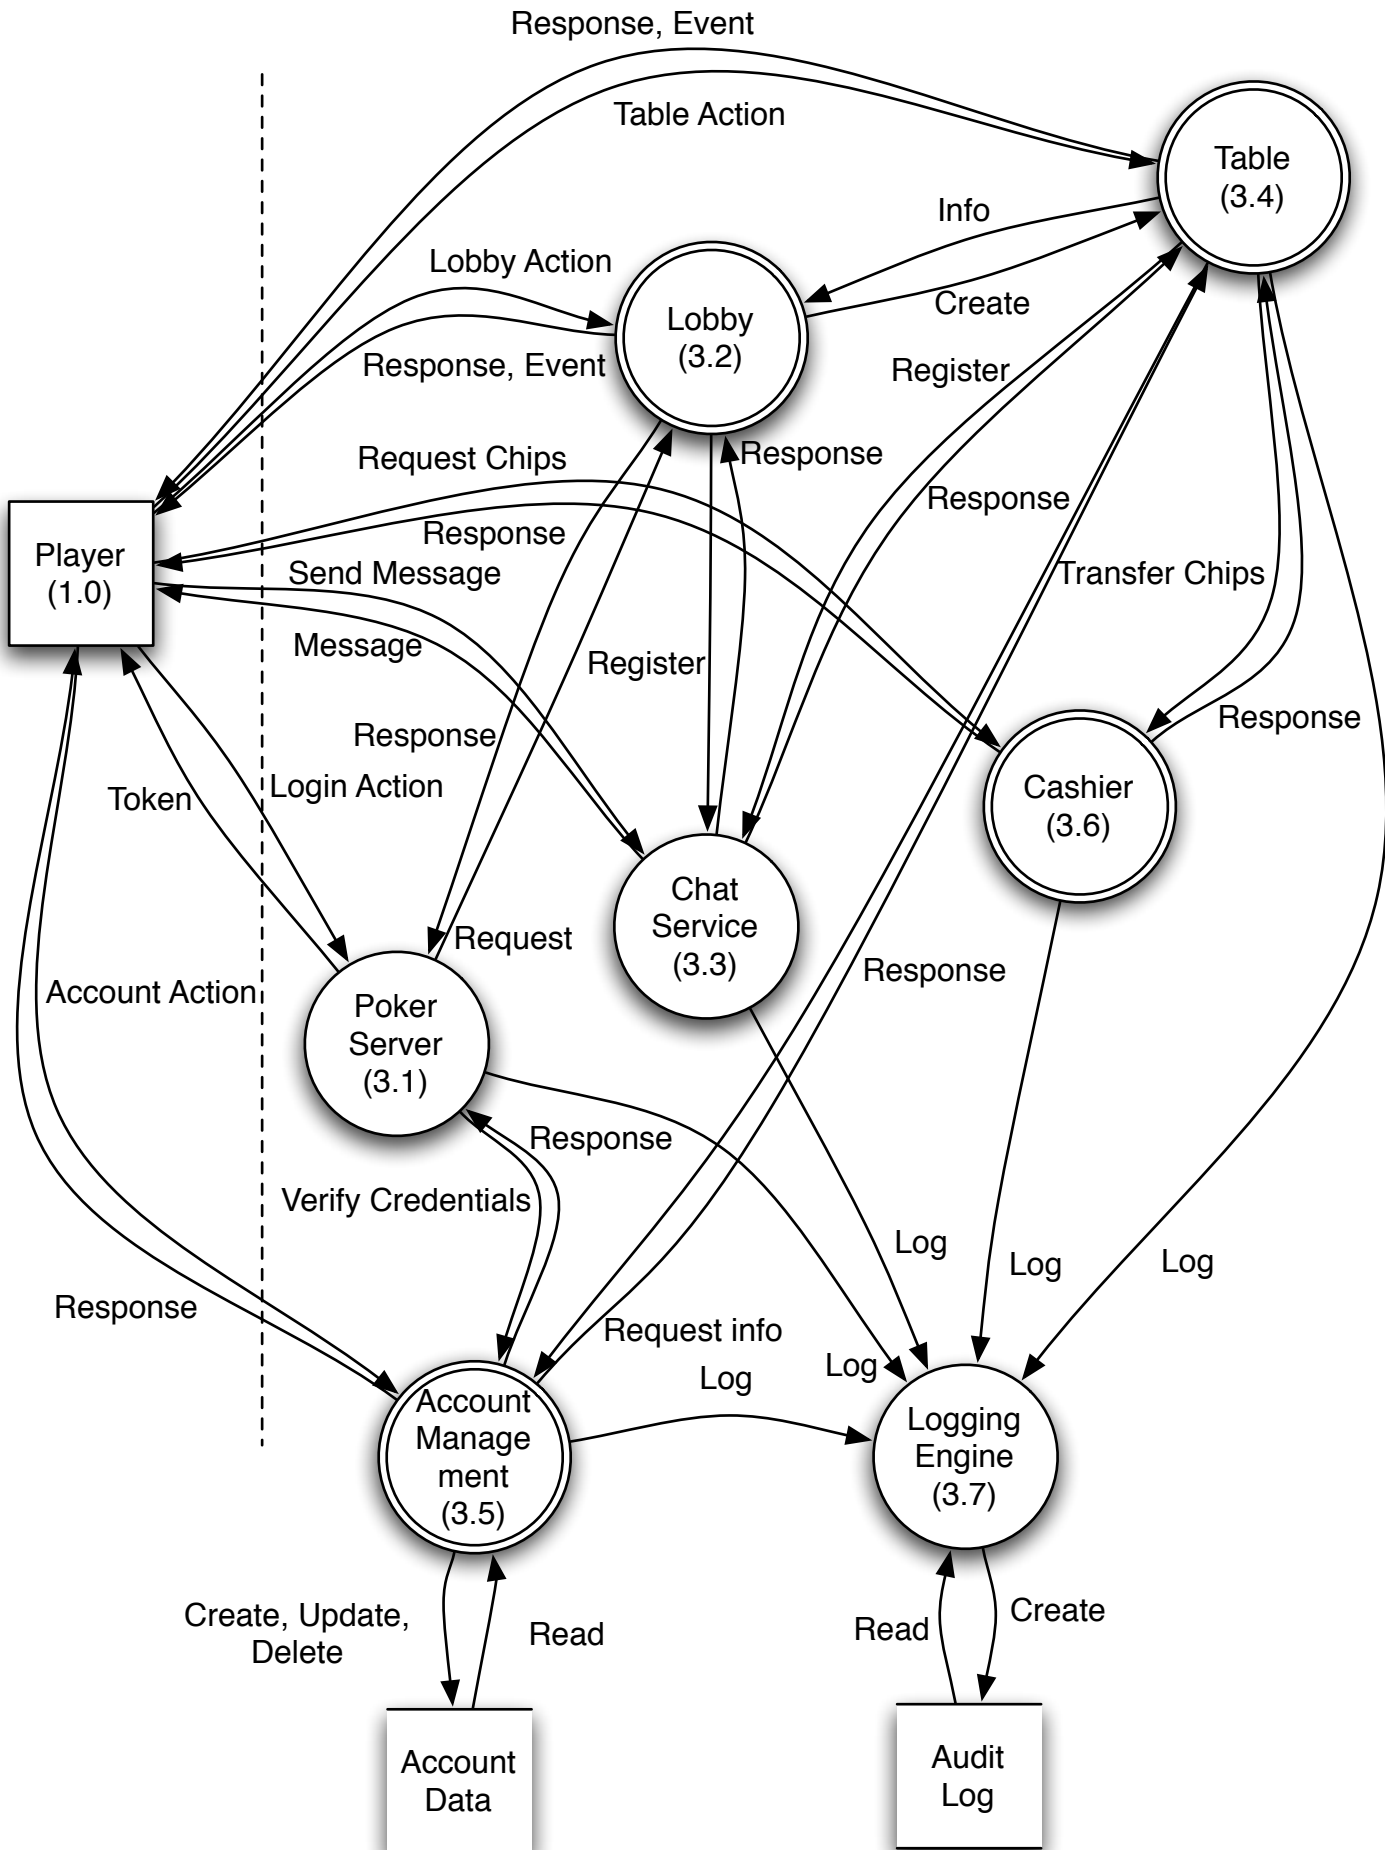 Response, Event
Table Action
Table
(3.4)
Info
Lobby Action
Create
Lobby
(3.2)
Response, Event
Register
Request Chips
Response
Response
Response
Player
(1.0)
Send Message
Transfer Chips
Message
Register
Response
Response
Token
Login Action
Cashier
(3.6)
Chat
Service
(3.3)
Request
Response
Account Action
Poker
Server
(3.1)
Response
Verify Credentials
Log
Log
Log
Response
Request info
Log
Log
Account
Manage
ment
(3.5)
Logging
Engine
(3.7)
Create, Update,
Delete
Read
Read
Create
Account
Data
Audit
Log